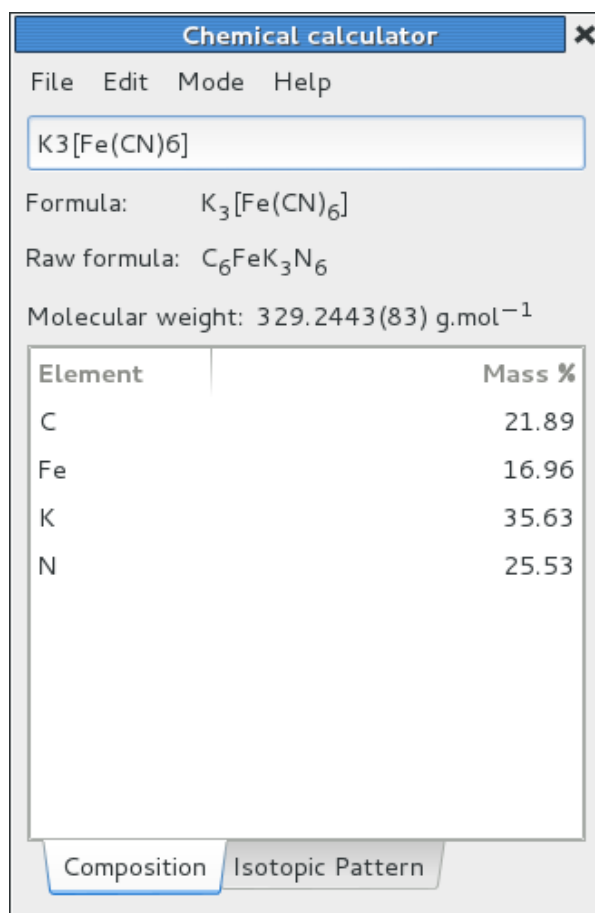 Chemical calculator
File Edit Mode Help
K3[Fe(CN)6]
Formula: K₃[Fe(CN)₆]
Raw formula: C₆FeK₃N₆
Molecular weight: 329.2443(83) g.mol⁻¹
Element Mass %
C 21.89
Fe 16.96
K 35.63
N 25.53
Composition Isotopic Pattern